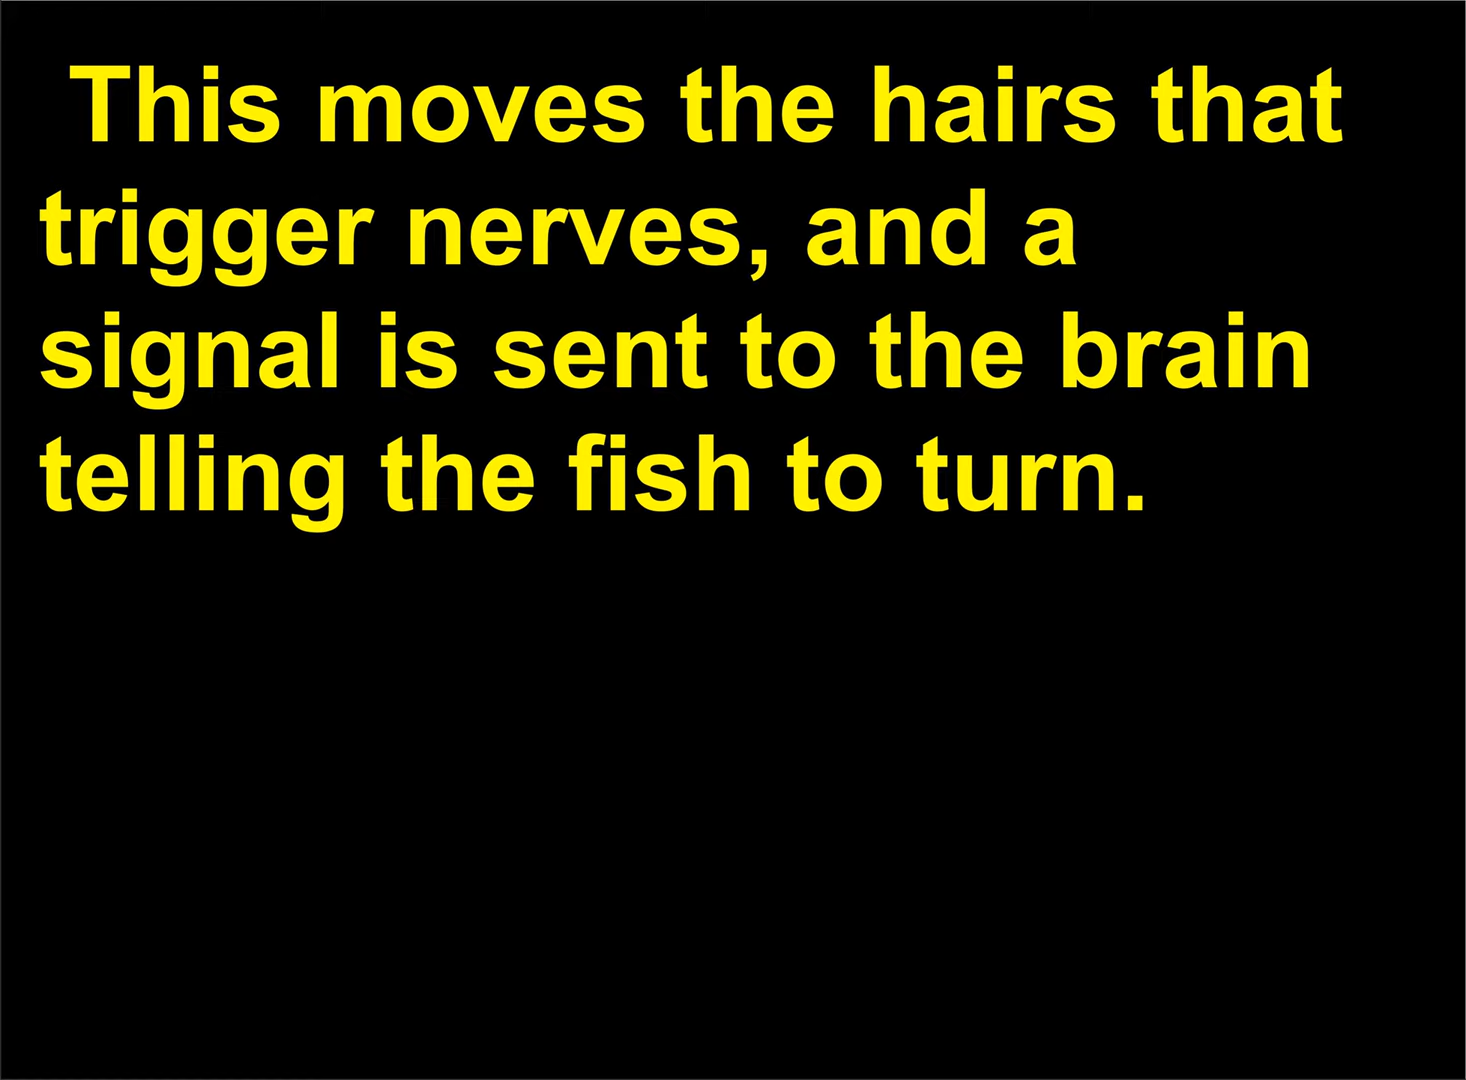 This moves the hairs that
trigger nerves, and a
signal is sent to the brain
telling the fish to turn.